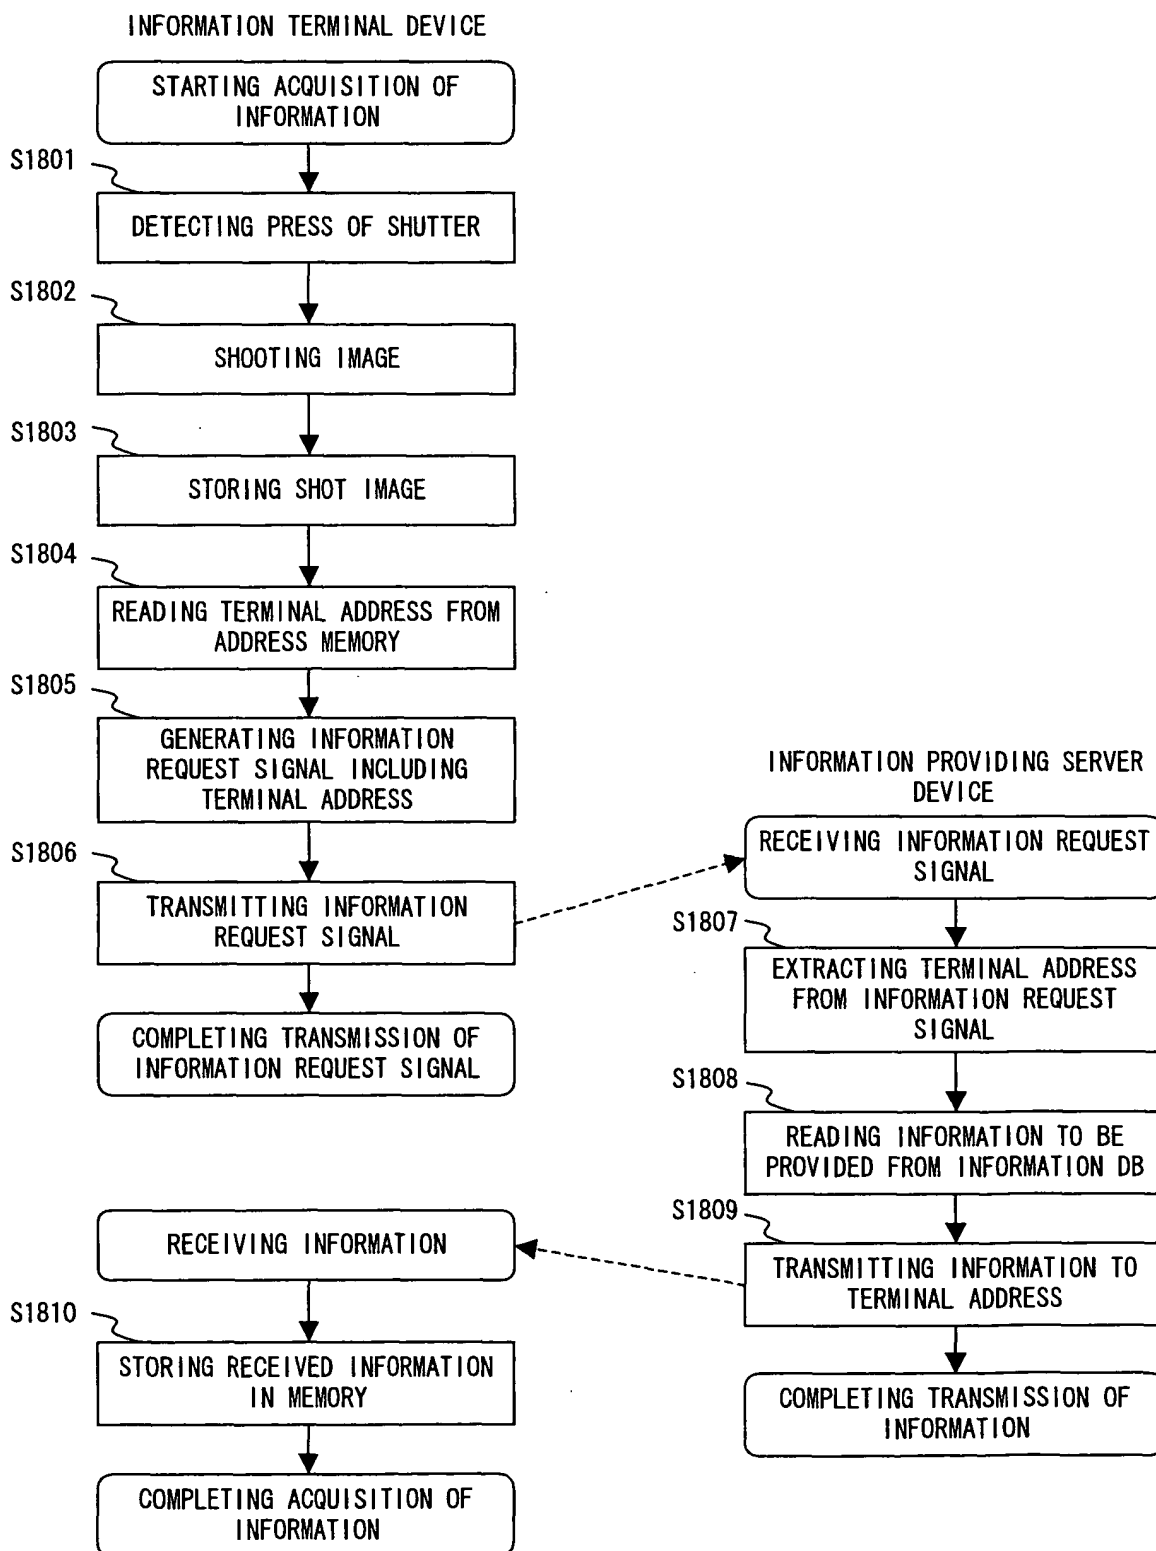 INFORMATION TERMINAL DEVICE
STARTING ACQUISITION OF
INFORMATION
S1801
DETECTING PRESS OF SHUTTER
S1802
SHOOTING IMAGE
S1803
STORING SHOT IMAGE
S1804
READING TERMINAL ADDRESS FROM
ADDRESS MEMORY
S1805
GENERATING INFORMATION
REQUEST SIGNAL INCLUDING
TERMINAL ADDRESS
S1806
TRANSMITTING INFORMATION
REQUEST SIGNAL
COMPLETING TRANSMISSION OF
INFORMATION REQUEST SIGNAL
INFORMATION PROVIDING SERVER
DEVICE
RECEIVING INFORMATION REQUEST
SIGNAL
S1807
EXTRACTING TERMINAL ADDRESS
FROM INFORMATION REQUEST
SIGNAL
S1808
READING INFORMATION TO BE
PROVIDED FROM INFORMATION DB
S1809
TRANSMITTING INFORMATION TO
TERMINAL ADDRESS
COMPLETING TRANSMISSION OF
INFORMATION
RECEIVING INFORMATION
S1810
STORING RECEIVED INFORMATION
IN MEMORY
COMPLETING ACQUISITION OF
INFORMATION